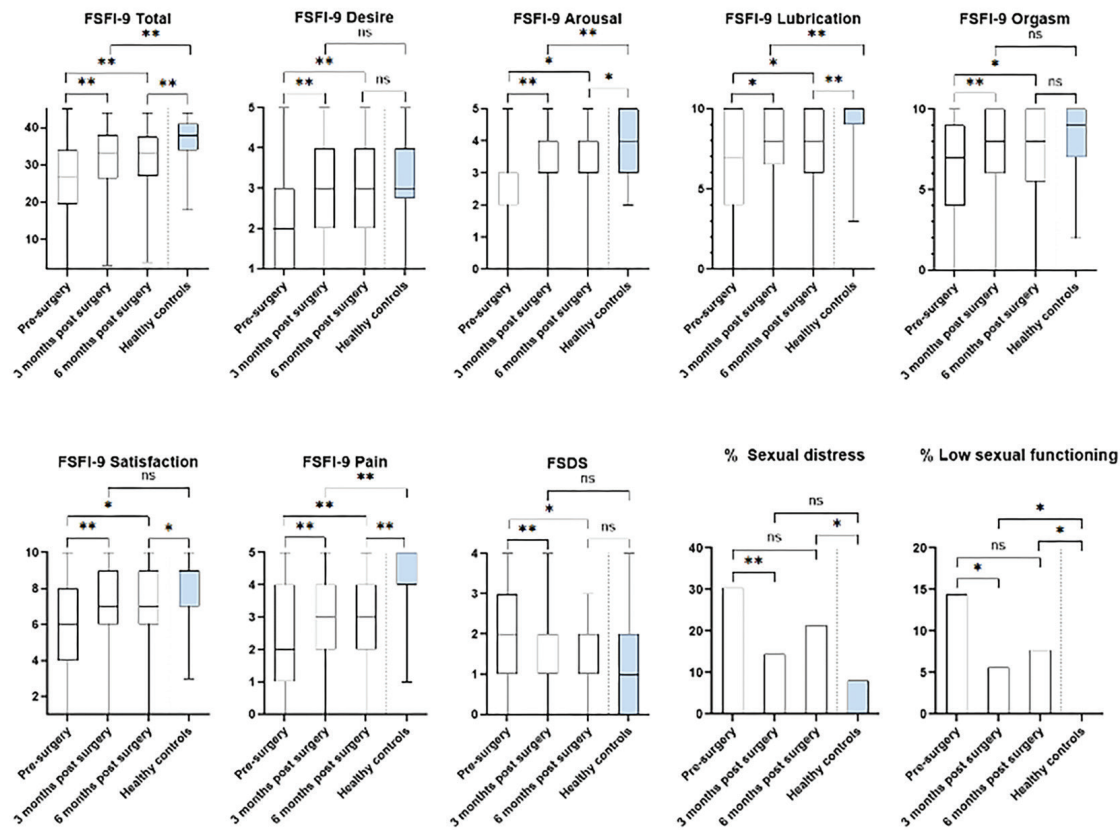 FSFI-9 Total
**
**
**
**
40
30
20
10
Pre-surgery
3 months post surgery
6 months post surgery
Healthy controls
FSFI-9 Desire
ns
**
**
ns
5
4
3
2
1
Pre-surgery
3 months post surgery
6 months post surgery
Healthy controls
FSFI-9 Arousal
**
*
**
*
5
4
3
2
1
0
Pre-surgery
3 months post surgery
6 months post surgery
Healthy controls
FSFI-9 Lubrication
**
*
*
**
10
5
0
Pre-surgery
3 months post surgery
6 months post surgery
Healthy controls
FSFI-9 Orgasm
ns
*
**
ns
10
5
0
Pre-surgery
3 months post surgery
6 months post surgery
Healthy controls
FSFI-9 Satisfaction
ns
*
**
*
10
8
6
4
2
Pre-surgery
3 months post surgery
6 months post surgery
Healthy controls
FSFI-9 Pain
**
**
**
**
5
4
3
2
1
0
Pre-surgery
3 months post surgery
6 months post surgery
Healthy controls
FSDS
ns
*
**
ns
4
3
2
1
0
Pre-surgery
3 months post surgery
6 months post surgery
Healthy controls
% Sexual distress
ns
*
ns
**
40
30
20
10
0
Pre-surgery
3 months post surgery
6 months post surgery
Healthy controls
% Low sexual functioning
*
*
ns
*
20
15
10
5
0
Pre-surgery
3 months post surgery
6 months post surgery
Healthy controls